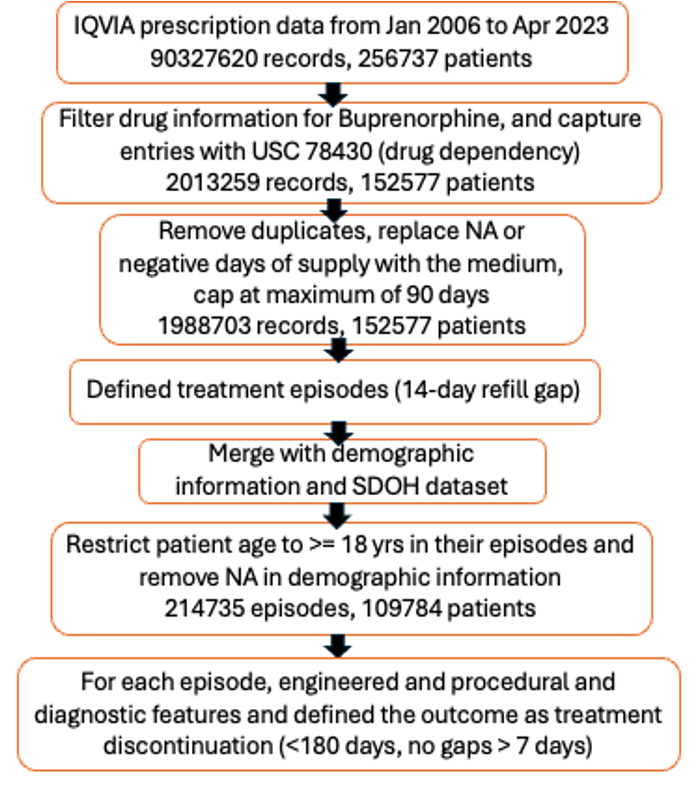 IQVIA prescription data from Jan 2006 to Apr 2023
90327620 records, 256737 patients
Filter drug information for Buprenorphine, and capture
entries with USC 78430 (drug dependency)
2013259 records, 152577 patients
Remove duplicates, replace NA or
negative days of supply with the medium,
cap at maximum of 90 days
1988703 records, 152577 patients
Defined treatment episodes (14-day refill gap)
Merge with demographic
information and SDOH dataset
Restrict patient age to >= 18 yrs in their episodes and
remove NA in demographic information
214735 episodes, 109784 patients
For each episode, engineered and procedural and
diagnostic features and defined the outcome as treatment
discontinuation (<180 days, no gaps > 7 days)